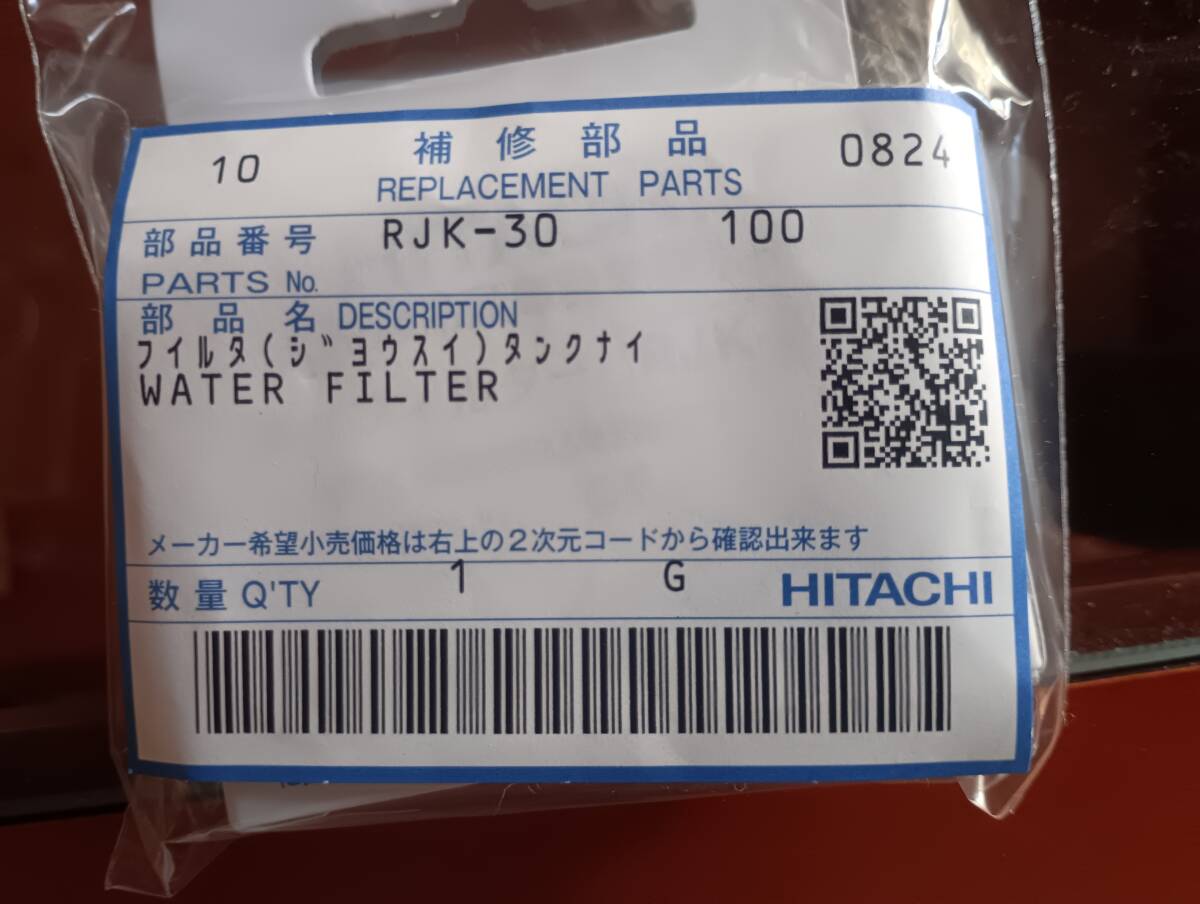 10 補修部品 0824
REPLACEMENT PARTS
部品番号 RJK-30 100
PARTS No.
部品名 DESCRIPTION
フイルタ(ジョウスイ)タンクナイ
WATER FILTER
メーカー希望小売価格は右上の2次元コードから確認出来ます
数量 Q'TY 1 G HITACHI